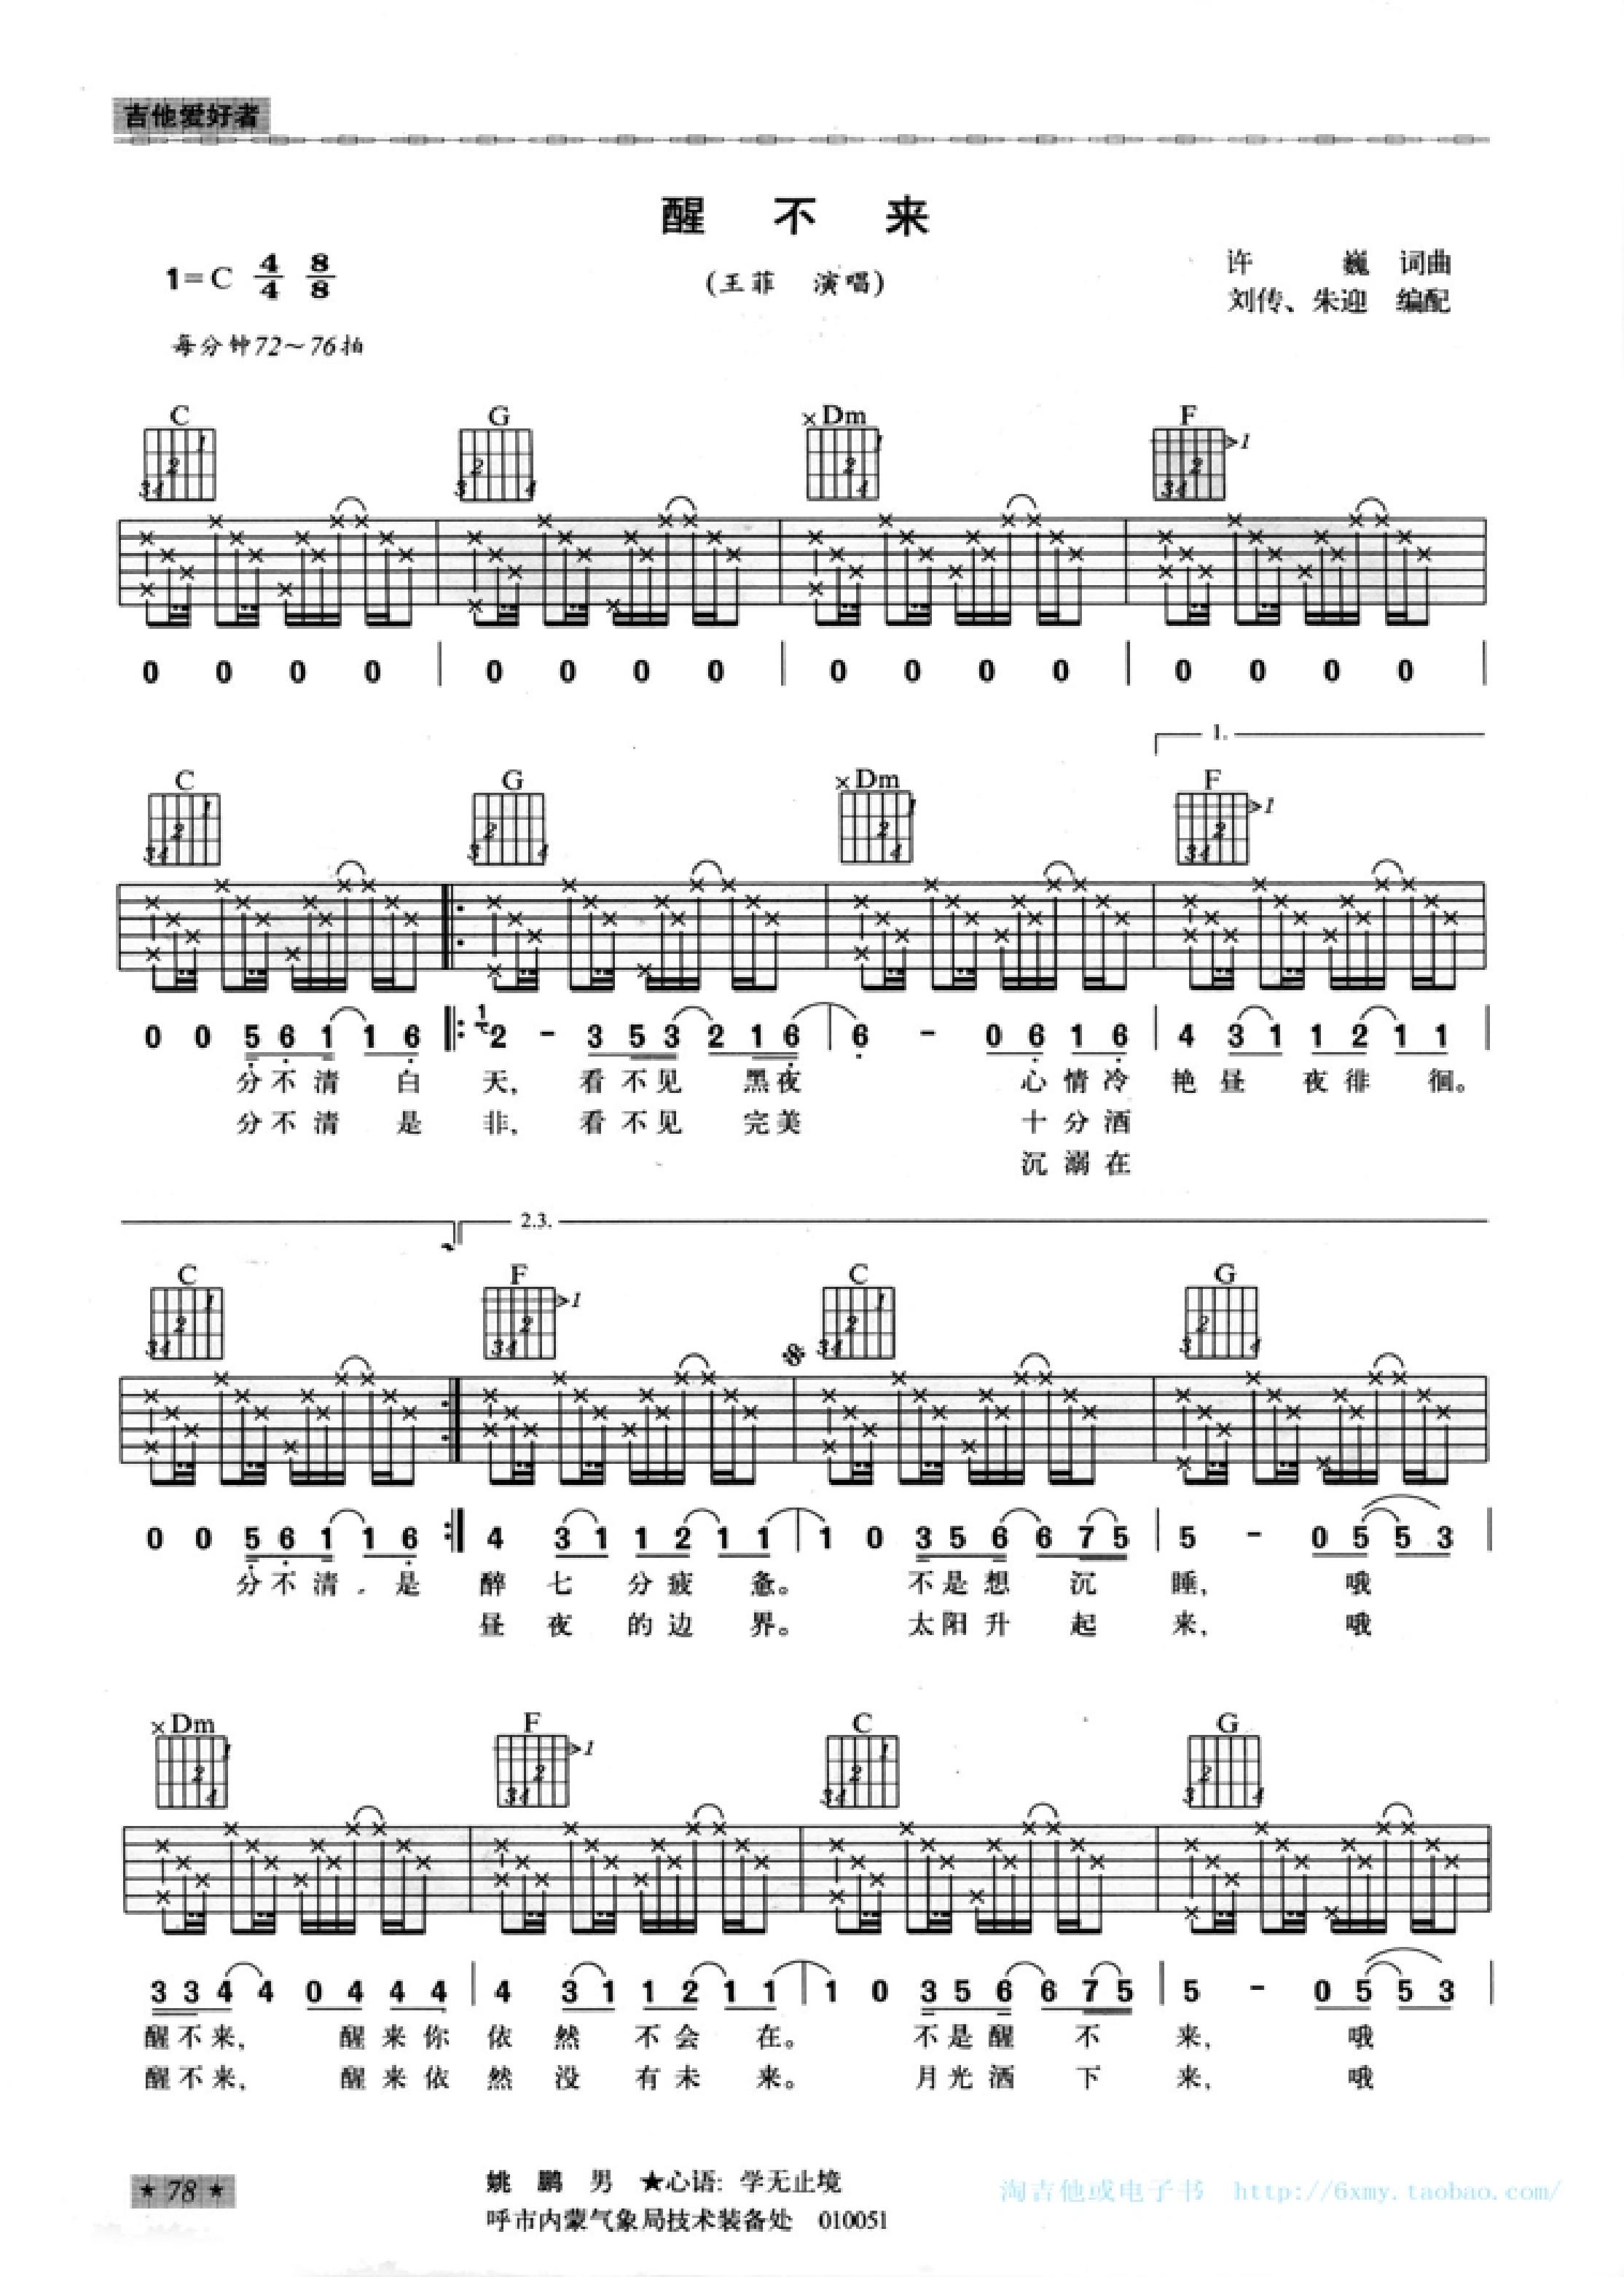 吉他爱好者
醒 不 来
1=C 4/4 8/8
(王菲 演唱)
许 巍 词曲
刘传、朱迎 编配
每分钟72～76拍
C G ×Dm F
0 0 0 0 | 0 0 0 0 | 0 0 0 0 | 0 0 0 0 |
1.
C G ×Dm F
0 0 5 6 1 1 6 |: 1 2 - 3 5 3 2 1 6 | 6 - 0 6 1 6 | 4 3 1 1 2 1 1 |
分 不 清 白 天, 看 不 见 黑 夜 心 情 冷 艳 昼 夜 徘 徊。
分 不 清 是 非, 看 不 见 完 美 十 分 酒
沉 溺 在
2.3.
C F C G
0 0 5 6 1 1 6 :| 4 3 1 1 2 1 1 | 1 0 3 5 6 6 7 5 | 5 - 0 5 5 3 |
分 不 清 是 醉 七 分 疲 惫。 不 是 想 沉 睡, 哦
昼 夜 的 边 界。 太 阳 升 起 来, 哦
×Dm F C G
3 3 4 4 0 4 4 4 | 4 3 1 1 2 1 1 | 1 0 3 5 6 6 7 5 | 5 - 0 5 5 3 |
醒 不 来, 醒 来 你 依 然 不 会 在。 不 是 醒 不 来, 哦
醒 不 来, 醒 来 依 然 没 有 未 来。 月 光 洒 下 来, 哦
★ 78 ★
姚 鹏 男 ★心语: 学无止境
呼市内蒙气象局技术装备处 010051
淘吉他或电子书 http://6xmy.taobao.com/